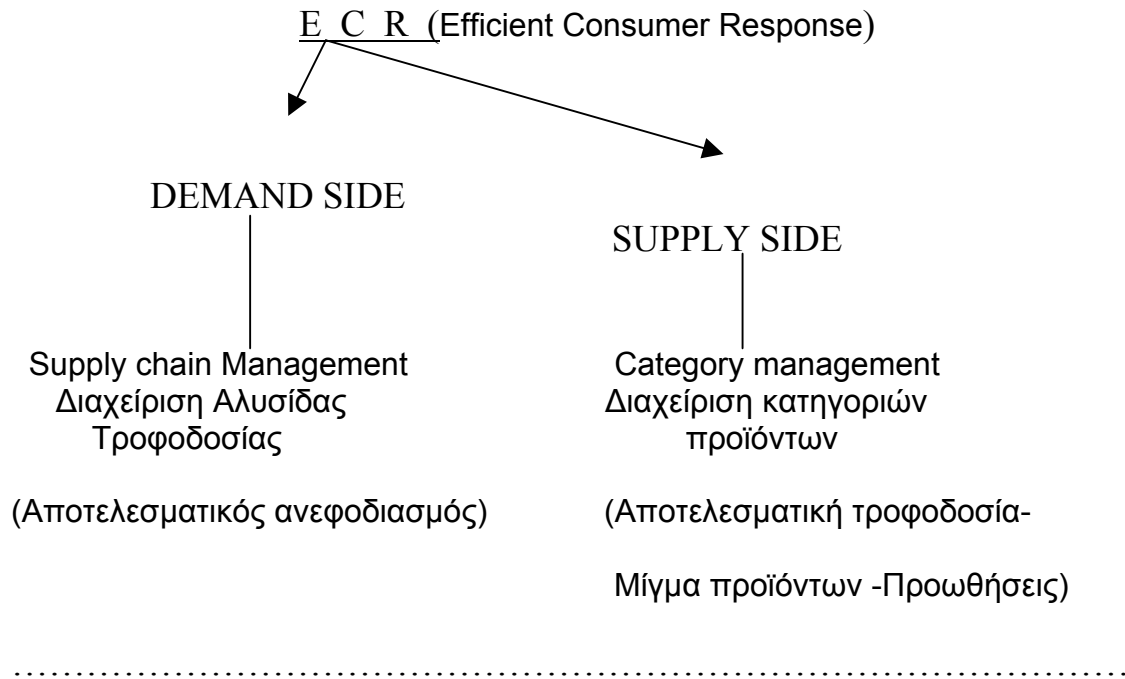 E C R (Efficient Consumer Response)
DEMAND SIDE
SUPPLY SIDE
Supply chain Management
Διαχείριση Αλυσίδας
Τροφοδοσίας
(Αποτελεσματικός ανεφοδιασμός)
Category management
Διαχείριση κατηγοριών
προϊόντων
(Αποτελεσματική τροφοδοσία-
Μίγμα προϊόντων -Προωθήσεις)
………………………………………………………………………………